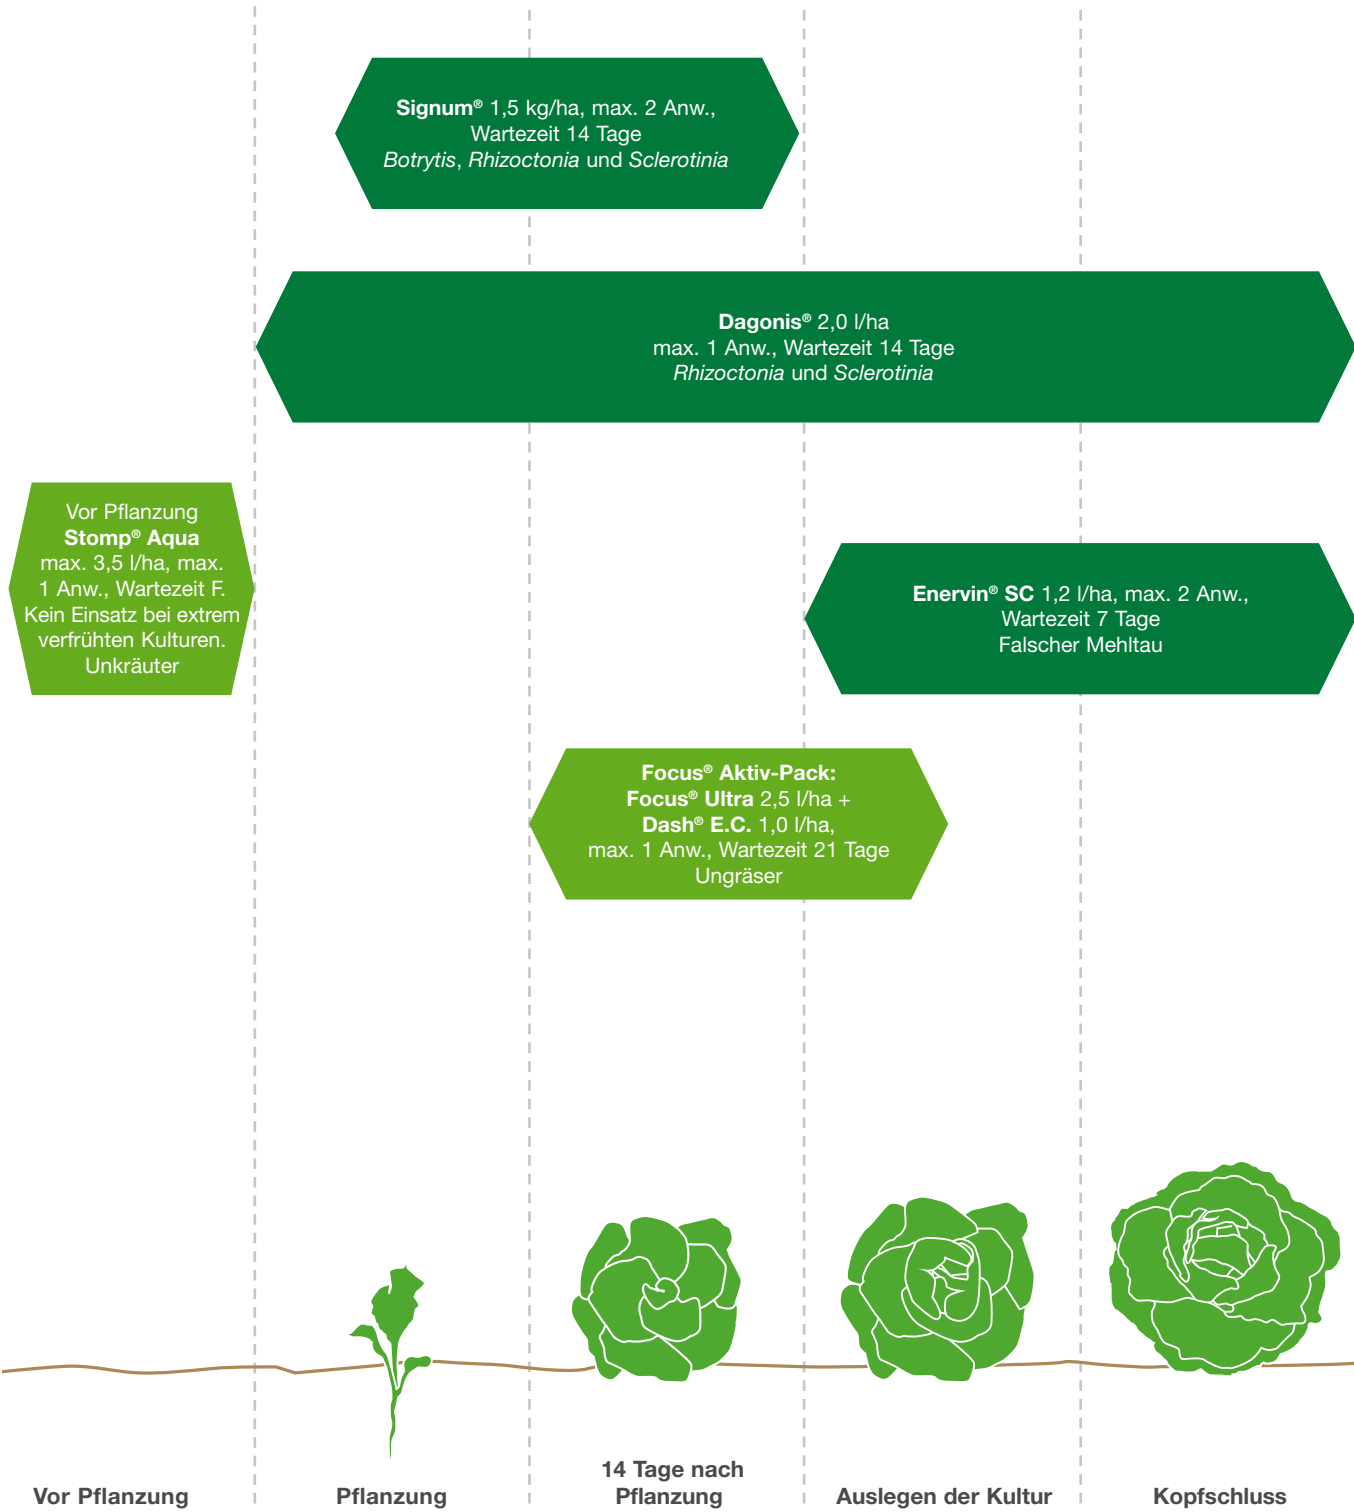 Signum® 1,5 kg/ha, max. 2 Anw.,
Wartezeit 14 Tage
Botrytis, Rhizoctonia und Sclerotinia
Dagonis® 2,0 l/ha
max. 1 Anw., Wartezeit 14 Tage
Rhizoctonia und Sclerotinia
Vor Pflanzung
Stomp® Aqua
max. 3,5 l/ha, max.
1 Anw., Wartezeit F.
Kein Einsatz bei extrem
verfrühten Kulturen.
Unkräuter
Enervin® SC 1,2 l/ha, max. 2 Anw.,
Wartezeit 7 Tage
Falscher Mehltau
Focus® Aktiv-Pack:
Focus® Ultra 2,5 l/ha +
Dash® E.C. 1,0 l/ha,
max. 1 Anw., Wartezeit 21 Tage
Ungräser
Vor Pflanzung
Pflanzung
14 Tage nach
Pflanzung
Auslegen der Kultur
Kopfschluss